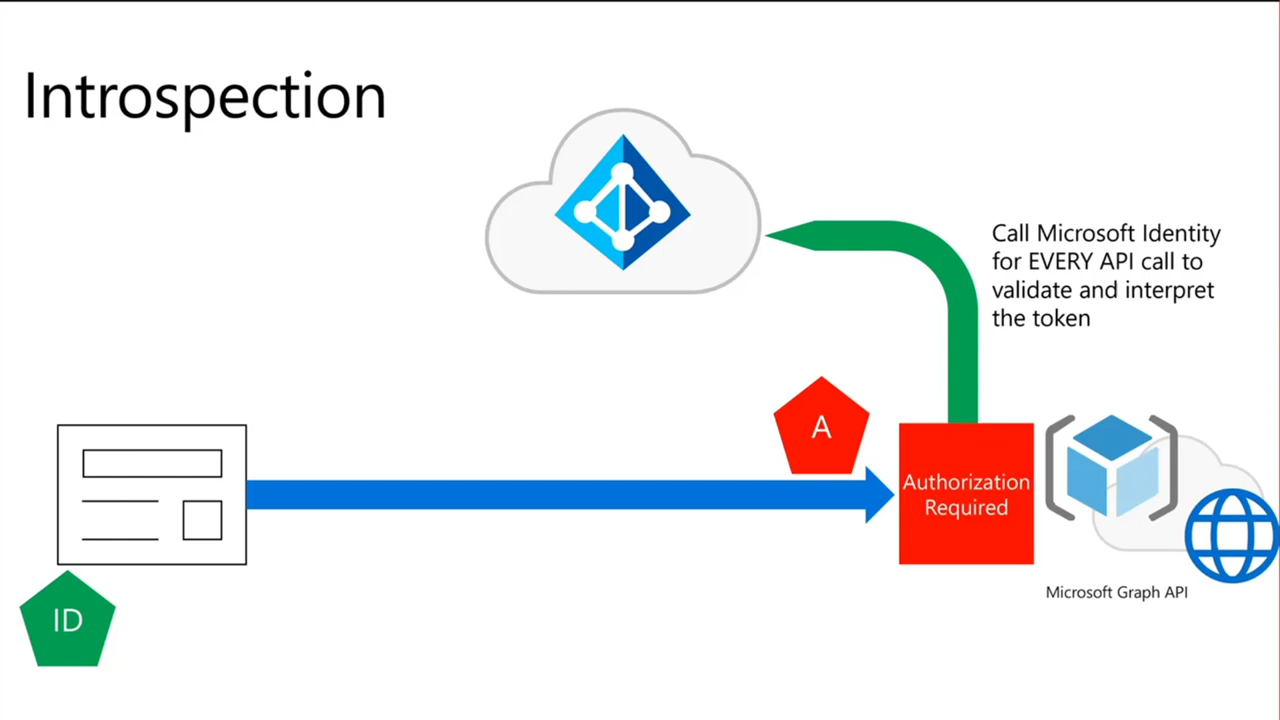 Introspection
Call Microsoft Identity
for EVERY API call to
validate and interpret
the token
A
Authorization
Required
Microsoft Graph API
ID